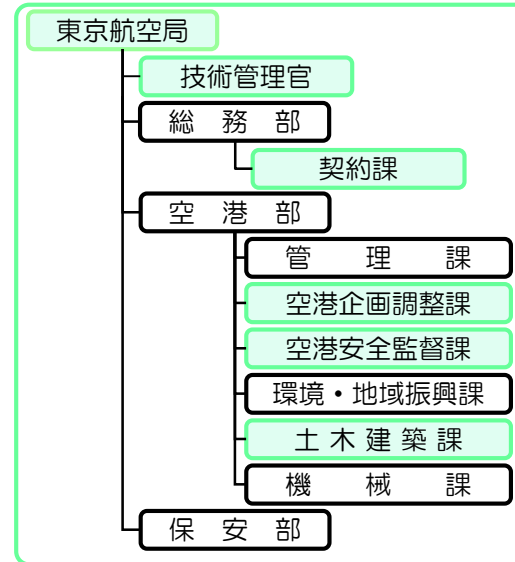 東京航空局
技術管理官
総務部
契約課
空港部
管理課
空港企画調整課
空港安全監督課
環境・地域振興課
土木建築課
機械課
保安部